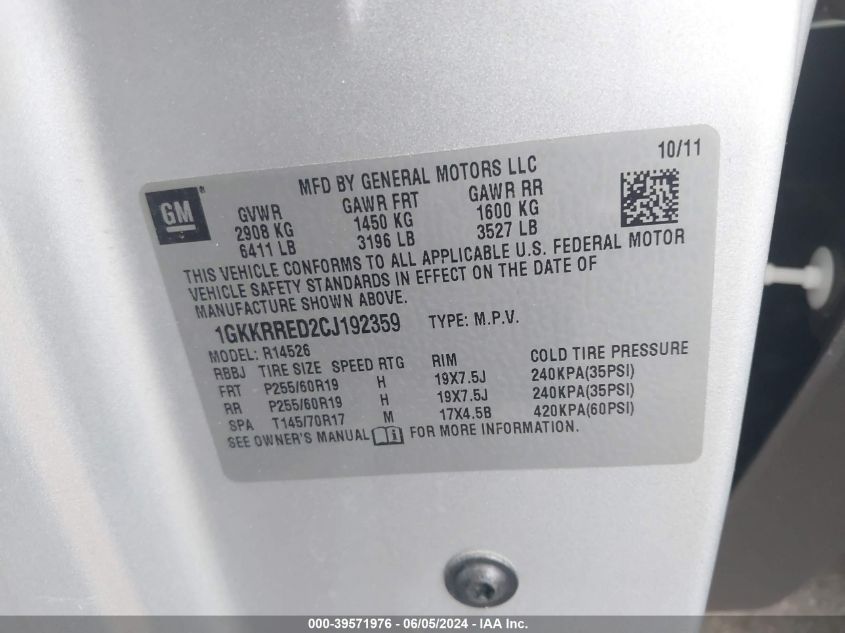 10/11
MFD BY GENERAL MOTORS LLC
GM
®
GVWR GAWR FRT GAWR RR
2908 KG 1450 KG 1600 KG
6411 LB 3196 LB 3527 LB
THIS VEHICLE CONFORMS TO ALL APPLICABLE U.S. FEDERAL MOTOR
VEHICLE SAFETY STANDARDS IN EFFECT ON THE DATE OF
MANUFACTURE SHOWN ABOVE.
1GKKRRED2CJ192359 TYPE: M.P.V.
MODEL: R14526
RBBJ TIRE SIZE SPEED RTG RIM COLD TIRE PRESSURE
FRT P255/60R19 H 19X7.5J 240KPA(35PSI)
RR P255/60R19 H 19X7.5J 240KPA(35PSI)
SPA T145/70R17 M 17X4.5B 420KPA(60PSI)
SEE OWNER'S MANUAL i FOR MORE INFORMATION.
000-39571976 | 06/05/2024 - IAA Inc.